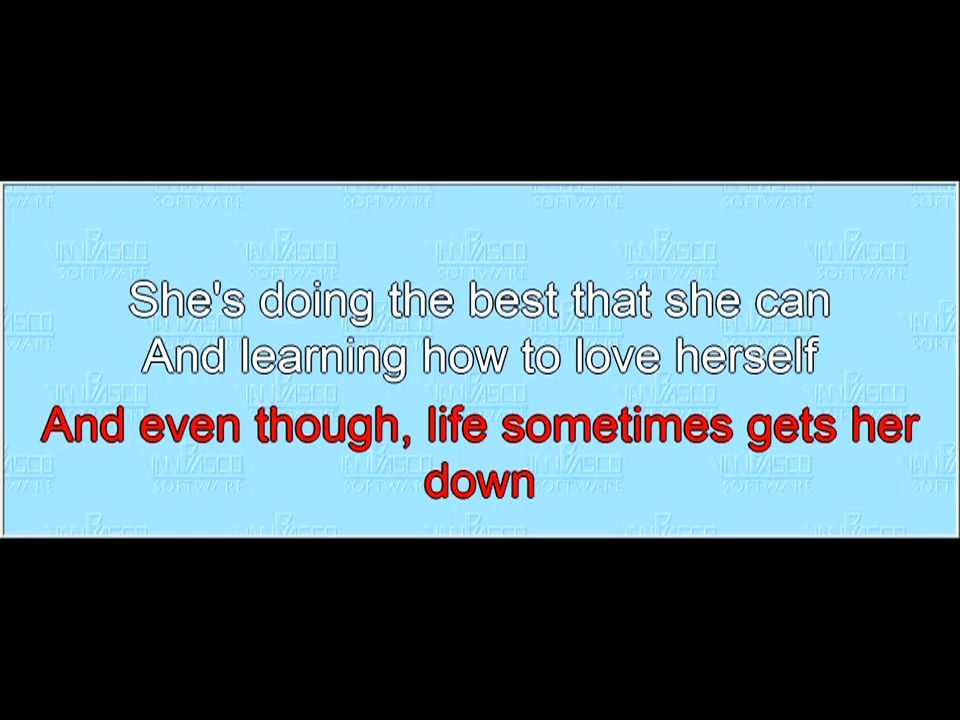 She's doing the best that she can
And learning how to love herself
And even though, life sometimes gets her
down